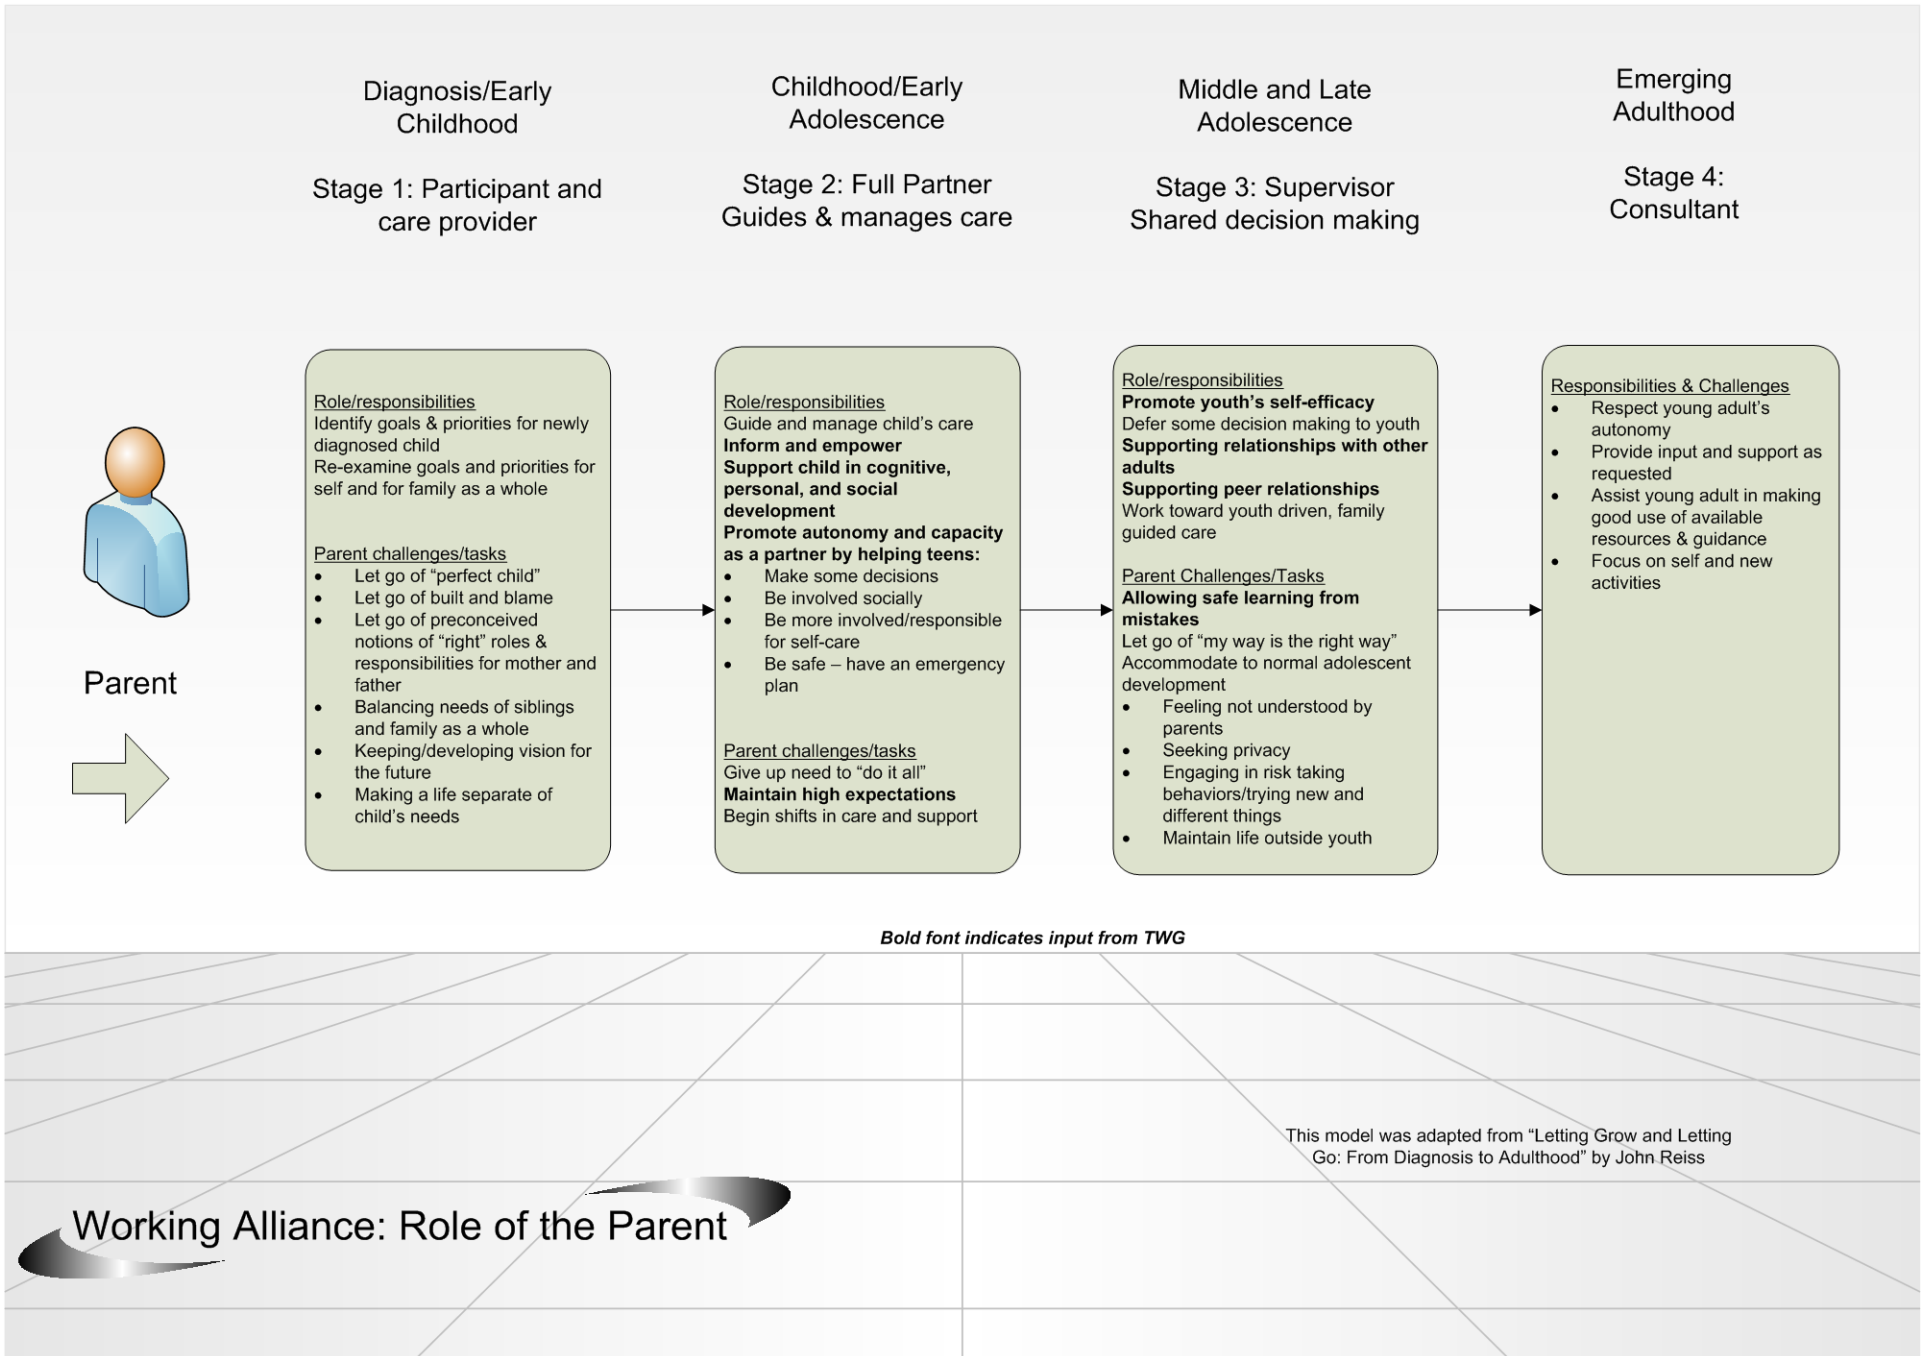 Diagnosis/Early
Childhood
Stage 1: Participant and
care provider
Childhood/Early
Adolescence
Stage 2: Full Partner
Guides & manages care
Middle and Late
Adolescence
Stage 3: Supervisor
Shared decision making
Emerging
Adulthood
Stage 4:
Consultant
Parent
Role/responsibilities
Identify goals & priorities for newly
diagnosed child
Re-examine goals and priorities for
self and for family as a whole
Parent challenges/tasks
• Let go of “perfect child”
• Let go of built and blame
• Let go of preconceived
notions of “right” roles &
responsibilities for mother and
father
• Balancing needs of siblings
and family as a whole
• Keeping/developing vision for
the future
• Making a life separate of
child’s needs
Role/responsibilities
Guide and manage child’s care
Inform and empower
Support child in cognitive,
personal, and social
development
Promote autonomy and capacity
as a partner by helping teens:
• Make some decisions
• Be involved socially
• Be more involved/responsible
for self-care
• Be safe – have an emergency
plan
Parent challenges/tasks
Give up need to “do it all”
Maintain high expectations
Begin shifts in care and support
Role/responsibilities
Promote youth’s self-efficacy
Defer some decision making to youth
Supporting relationships with other
adults
Supporting peer relationships
Work toward youth driven, family
guided care
Parent Challenges/Tasks
Allowing safe learning from
mistakes
Let go of “my way is the right way”
Accommodate to normal adolescent
development
• Feeling not understood by
parents
• Seeking privacy
• Engaging in risk taking
behaviors/trying new and
different things
• Maintain life outside youth
Responsibilities & Challenges
• Respect young adult’s
autonomy
• Provide input and support as
requested
• Assist young adult in making
good use of available
resources & guidance
• Focus on self and new
activities
Bold font indicates input from TWG
This model was adapted from “Letting Grow and Letting
Go: From Diagnosis to Adulthood” by John Reiss
Working Alliance: Role of the Parent